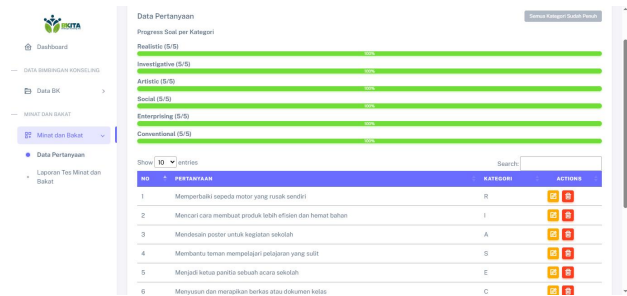 BKITA
Dashboard
DATA BIMBINGAN KONSELING
Data BK
MINAT DAN BAKAT
Minat dan Bakat
Data Pertanyaan
Laporan Tes Minat dan
Bakat
Data Pertanyaan
Semua Kategori Sudah Penuh
Progress Soal per Kategori
Realistic (5/5)
100%
Investigative (5/5)
100%
Artistic (5/5)
100%
Social (5/5)
100%
Enterprising (5/5)
100%
Conventional (5/5)
100%
Show 10 entries
Search:
NO PERTANYAAN KATEGORI ACTIONS
1 Memperbaiki sepeda motor yang rusak sendiri R
2 Mencari cara membuat produk lebih efisien dan hemat bahan I
3 Mendesain poster untuk kegiatan sekolah A
4 Membantu teman mempelajari pelajaran yang sulit S
5 Menjadi ketua panitia sebuah acara sekolah E
6 Menyusun dan merapikan berkas atau dokumen kelas C